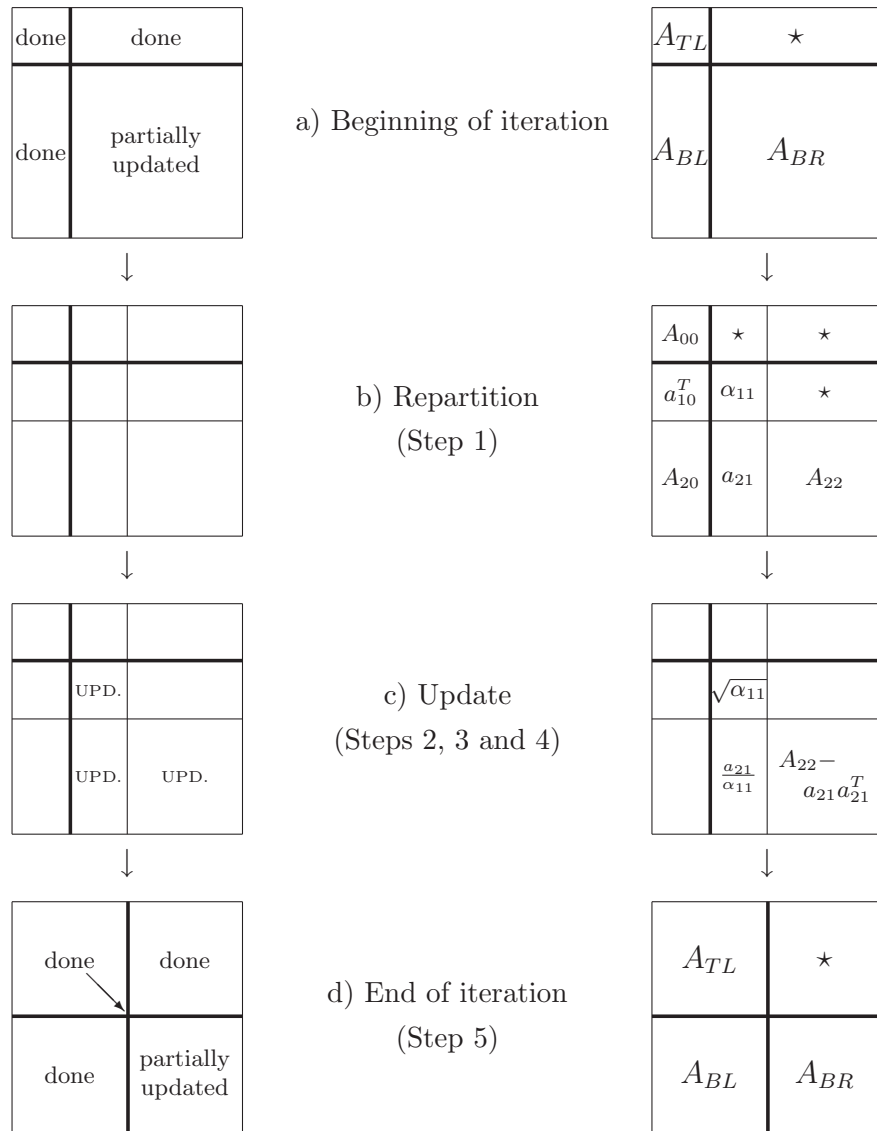 done done
done partially
updated
a) Beginning of iteration
A_{TL} ⋆
A_{BL} A_{BR}
↓ ↓
b) Repartition
(Step 1)
A_{00} ⋆ ⋆
a_{10}^T α_{11} ⋆
A_{20} a_{21} A_{22}
↓ ↓
UPD.
UPD. UPD.
c) Update
(Steps 2, 3 and 4)
√α_{11}
a_{21}/α_{11} A_{22}−
a_{21}a_{21}^T
↓ ↓
done done
done partially
updated
d) End of iteration
(Step 5)
A_{TL} ⋆
A_{BL} A_{BR}